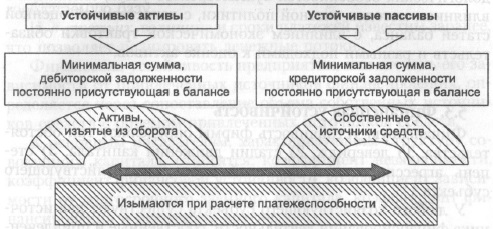 Устойчивые активы
Устойчивые пассивы
Минимальная сумма,
дебиторской задолженности
постоянно присутствующая в балансе
Минимальная сумма,
кредиторской задолженности
постоянно присутствующая в балансе
Активы,
изъятые из оборота
Собственные
источники средств
Изымаются при расчете платежеспособности